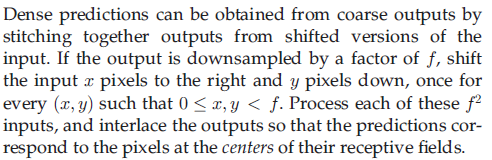 Dense predictions can be obtained from coarse outputs by
stitching together outputs from shifted versions of the
input. If the output is downsampled by a factor of f, shift
the input x pixels to the right and y pixels down, once for
every (x, y) such that 0 ≤ x, y < f. Process each of these f²
inputs, and interlace the outputs so that the predictions cor-
respond to the pixels at the centers of their receptive fields.